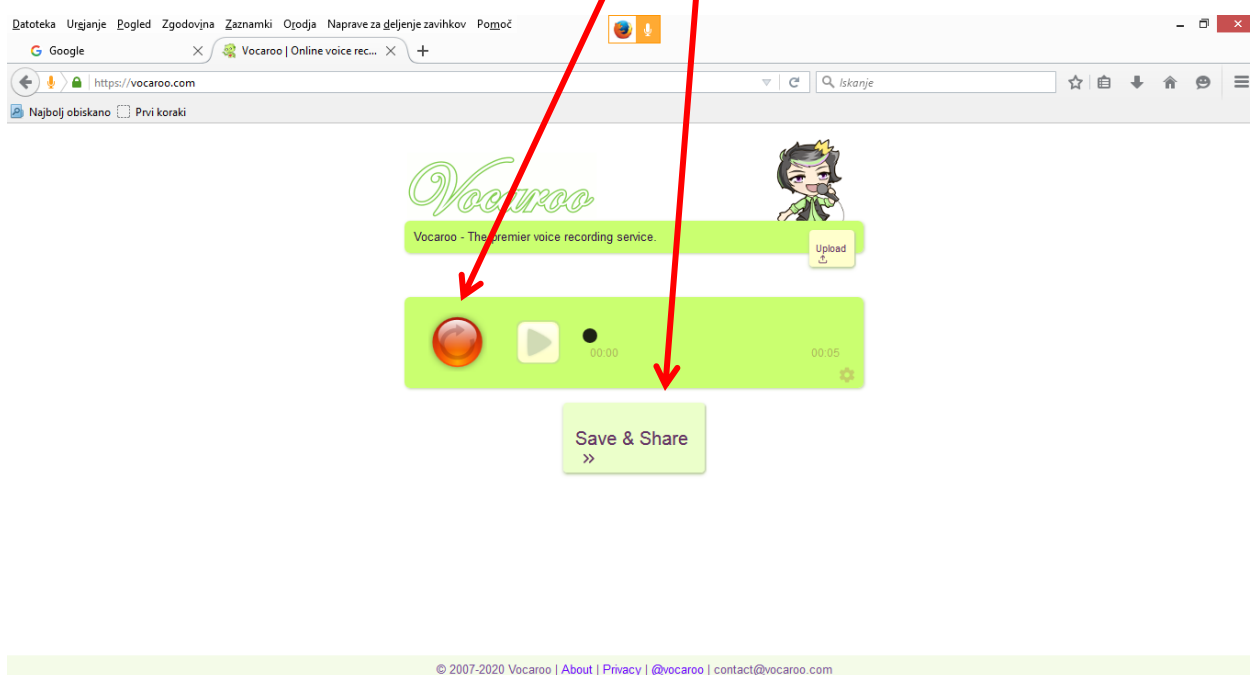 Datoteka Urejanje Pogled Zgodovina Zaznamki Orodja Naprave za deljenje zavihkov Pomoč
Google Vocaroo | Online voice rec...
https://vocaroo.com Iskanje
Najbolj obiskano Prvi koraki
Vocaroo
Vocaroo - The premier voice recording service.
Upload
00:00 00:05
Save & Share
© 2007-2020 Vocaroo | About | Privacy | @vocaroo | contact@vocaroo.com